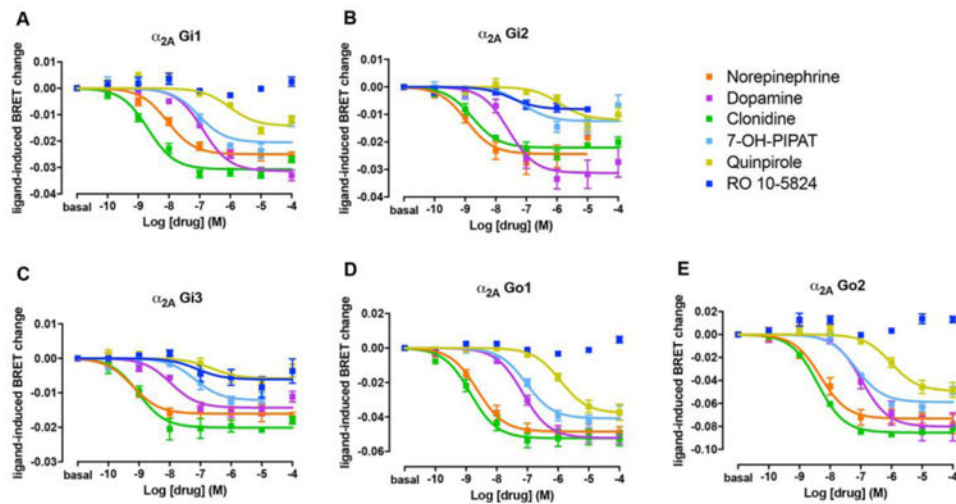 A
α2A Gi1
ligand-induced BRET change
0.01
0.00
-0.01
-0.02
-0.03
-0.04
basal -10 -9 -8 -7 -6 -5 -4
Log [drug] (M)
B
α2A Gi2
ligand-induced BRET change
0.01
0.00
-0.01
-0.02
-0.03
-0.04
basal -10 -9 -8 -7 -6 -5 -4
Log [drug] (M)
Norepinephrine
Dopamine
Clonidine
7-OH-PIPAT
Quinpirole
RO 10-5824
C
α2A Gi3
ligand-induced BRET change
0.01
0.00
-0.01
-0.02
-0.03
basal -10 -9 -8 -7 -6 -5 -4
Log [drug] (M)
D
α2A Go1
ligand-induced BRET change
0.02
0.00
-0.02
-0.04
-0.06
basal -10 -9 -8 -7 -6 -5 -4
Log [drug] (M)
E
α2A Go2
ligand-induced BRET change
0.02
0.00
-0.02
-0.04
-0.06
-0.08
-0.10
basal -10 -9 -8 -7 -6 -5 -4
Log [drug] (M)